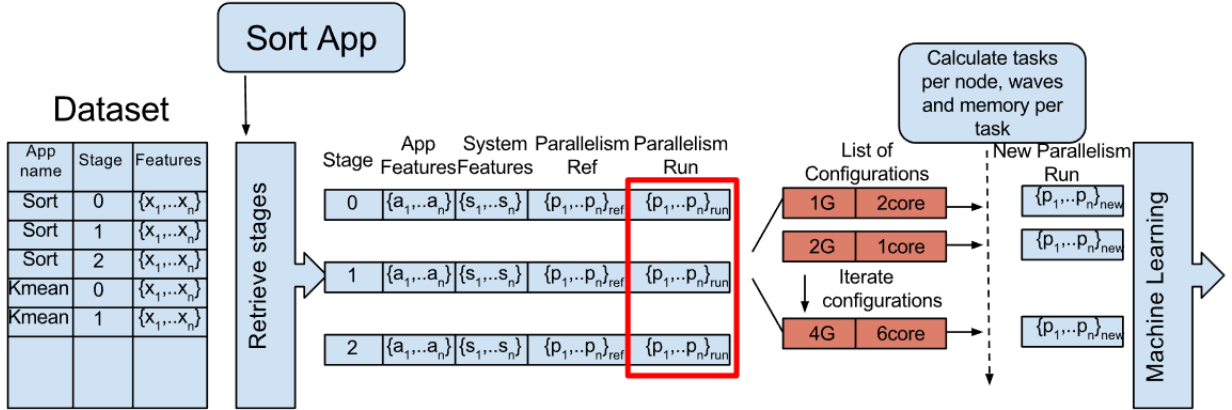 Sort App
Calculate tasks
per node, waves
and memory per
task
Dataset
App
name
Stage
Features
Sort 0 {x1,..xn}
Sort 1 {x1,..xn}
Sort 2 {x1,..xn}
Kmean 0 {x1,..xn}
Kmean 1 {x1,..xn}
Retrieve stages
Stage
App
Features
System
Features
Parallelism
Ref
Parallelism
Run
0 {a1,..an} {s1,..sn} {p1,..pn}ref {p1,..pn}run
1 {a1,..an} {s1,..sn} {p1,..pn}ref {p1,..pn}run
2 {a1,..an} {s1,..sn} {p1,..pn}ref {p1,..pn}run
List of
Configurations
1G 2core
2G 1core
Iterate
configurations
4G 6core
New Parallelism
Run
{p1,..pn}new
{p1,..pn}new
{p1,..pn}new
Machine Learning